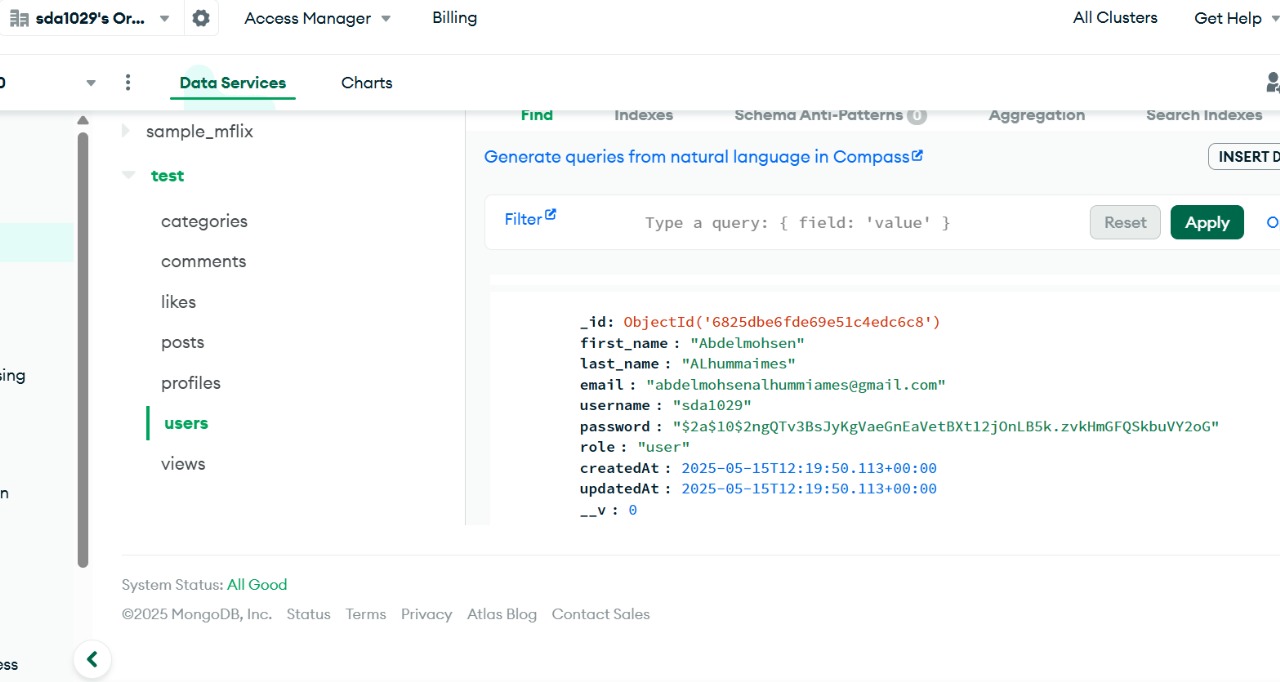 sda1029's Or... Access Manager Billing All Clusters Get Help
Data Services Charts
sample_mflix
test
categories
comments
likes
posts
profiles
users
views
Find Indexes Schema Anti-Patterns 0 Aggregation Search Indexes
Generate queries from natural language in Compass
INSERT D
Filter Type a query: { field: 'value' } Reset Apply O
_id: ObjectId('6825dbe6fde69e51c4edc6c8')
first_name : "Abdelmohsen"
last_name : "ALhummaimes"
email : "abdelmohsenalhummiames@gmail.com"
username : "sda1029"
password : "$2a$10$2ngQTv3BsJyKgVaeGnEaVetBXt12jOnLB5k.zvkHmGFQSkbuVY2oG"
role : "user"
createdAt : 2025-05-15T12:19:50.113+00:00
updatedAt : 2025-05-15T12:19:50.113+00:00
__v : 0
sing
n
ess
System Status: All Good
©2025 MongoDB, Inc. Status Terms Privacy Atlas Blog Contact Sales